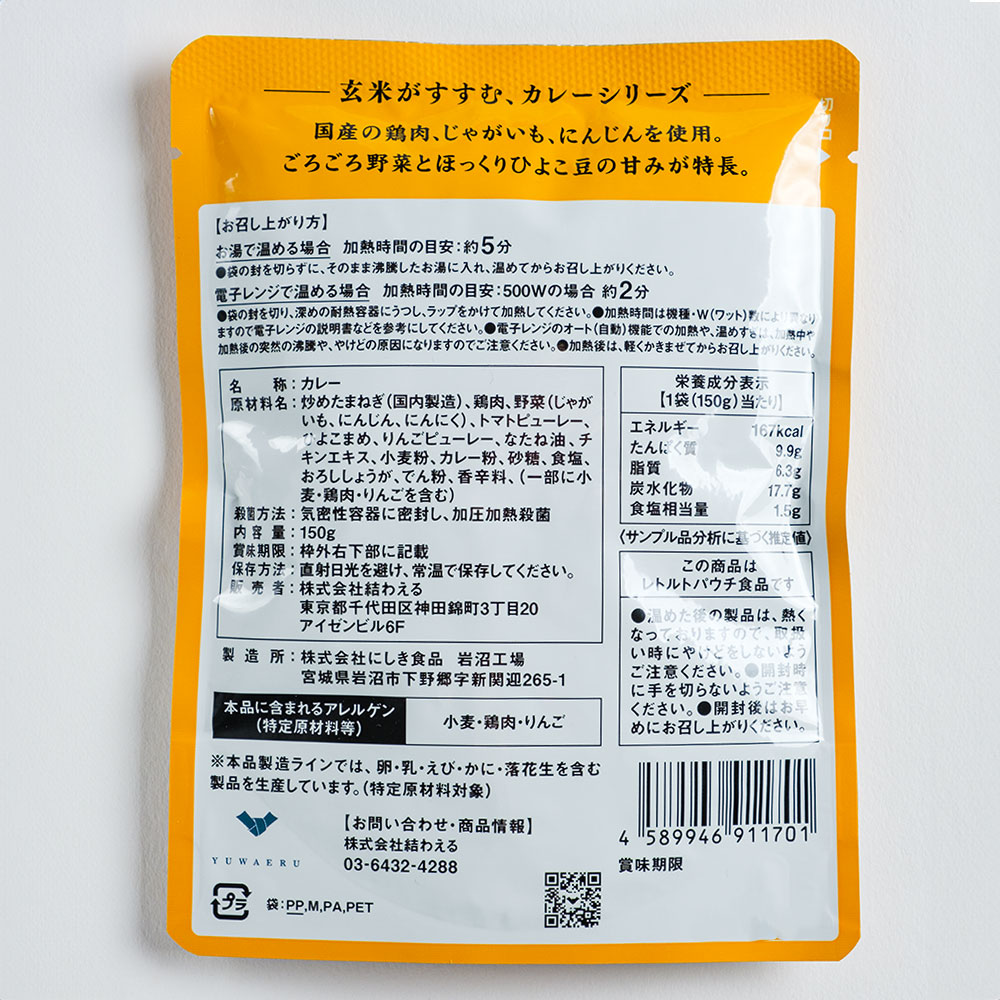 玄米がすすむ、カレーシリーズ
国産の鶏肉、じゃがいも、にんじんを使用。
ごろごろ野菜とほっくりひよこ豆の甘みが特長。
【お召し上がり方】
お湯で温める場合 加熱時間の目安：約5分
●袋の封を切らずに、そのまま沸騰したお湯に入れ、温めてからお召し上がりください。
電子レンジで温める場合 加熱時間の目安：500Wの場合 約2分
●袋の封を切り、深めの耐熱容器にうつし、ラップをかけて加熱してください。●加熱時間は機種・W（ワット）数により異なり
ますので電子レンジの説明書などを参考にしてください。●電子レンジのオート（自動）機能での加熱や、温めすぎは、加熱中や
加熱後の突然の沸騰や、やけどの原因になりますのでご注意ください。●加熱後は、軽くかきまぜてからお召し上がりください。
名称：カレー
原材料名：炒めたまねぎ（国内製造）、鶏肉、野菜（じゃが
いも、にんじん、にんにく）、トマトピューレー、
ひよこまめ、りんごピューレー、なたね油、チ
キンエキス、小麦粉、カレー粉、砂糖、食塩、
おろししょうが、でん粉、香辛料、（一部に小
麦・鶏肉・りんごを含む）
殺菌方法：気密性容器に密封し、加圧加熱殺菌
内容量：150g
賞味期限：枠外右下部に記載
保存方法：直射日光を避け、常温で保存してください。
販売者：株式会社結わえる
東京都千代田区神田錦町3丁目20
アイゼンビル6F
製造所：株式会社にしき食品 岩沼工場
宮城県岩沼市下野郷字新関迎265-1
本品に含まれるアレルゲン
（特定原材料等）
小麦・鶏肉・りんご
※本品製造ラインでは、卵・乳・えび・かに・落花生を含む
製品を生産しています。（特定原材料対象）
栄養成分表示
【1袋（150g）当たり】
エネルギー 167kcal
たんぱく質 9.9g
脂質 6.3g
炭水化物 17.7g
食塩相当量 1.5g
〈サンプル品分析に基づく推定値〉
この商品は
レトルトパウチ食品です
●温めた後の製品は、熱く
なっておりますので、取扱
い時にやけどをしないよう
ご注意ください。●開封時
に手を切らないようご注意
ください。●開封後はお早
めにお召し上がりください。
YUWAERU
【お問い合わせ・商品情報】
株式会社結わえる
03-6432-4288
プラ
袋：PP,M,PA,PET
4 589946 911701
賞味期限